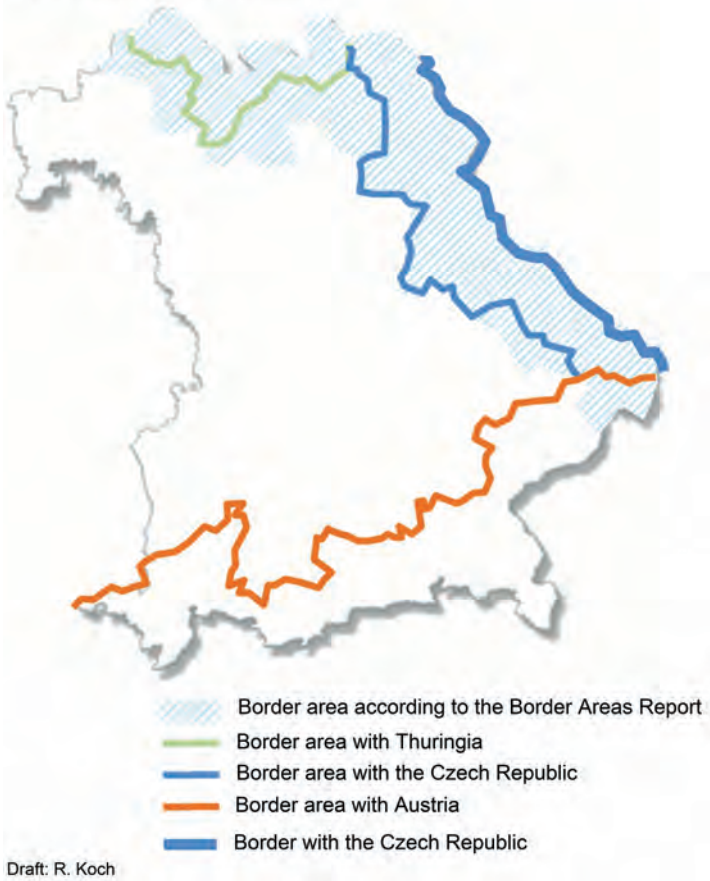 Border area according to the Border Areas Report
Border area with Thuringia
Border area with the Czech Republic
Border area with Austria
Border with the Czech Republic
Draft: R. Koch